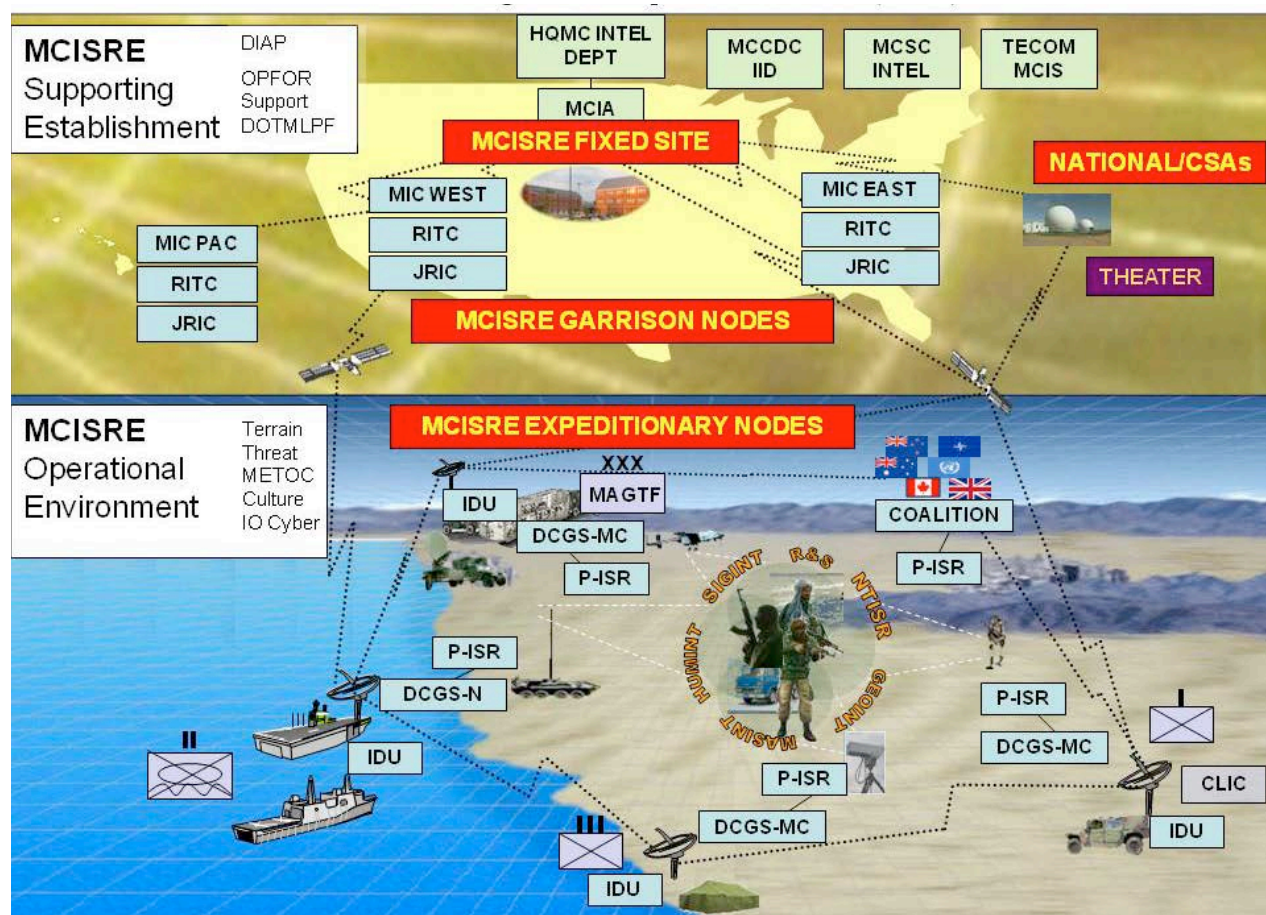 MCISRE
Supporting
Establishment
DIAP
OPFOR
Support
DOTMLPF
HQMC INTEL
DEPT
MCCDC
IID
MCSC
INTEL
TECOM
MCIS
MCIA
MCISRE FIXED SITE
NATIONAL/CSAs
MIC WEST
RITC
JRIC
MIC EAST
RITC
JRIC
MIC PAC
RITC
JRIC
THEATER
MCISRE GARRISON NODES
MCISRE EXPEDITIONARY NODES
MCISRE
Operational
Environment
Terrain
Threat
METOC
Culture
IO Cyber
XXX
MAGTF
IDU
DCGS-MC
P-ISR
COALITION
P-ISR
SIGINT
R&S
NTISR
GEOINT
MASINT
HUMINT
P-ISR
DCGS-N
IDU
II
P-ISR
DCGS-MC
I
CLIC
IDU
P-ISR
DCGS-MC
III
IDU